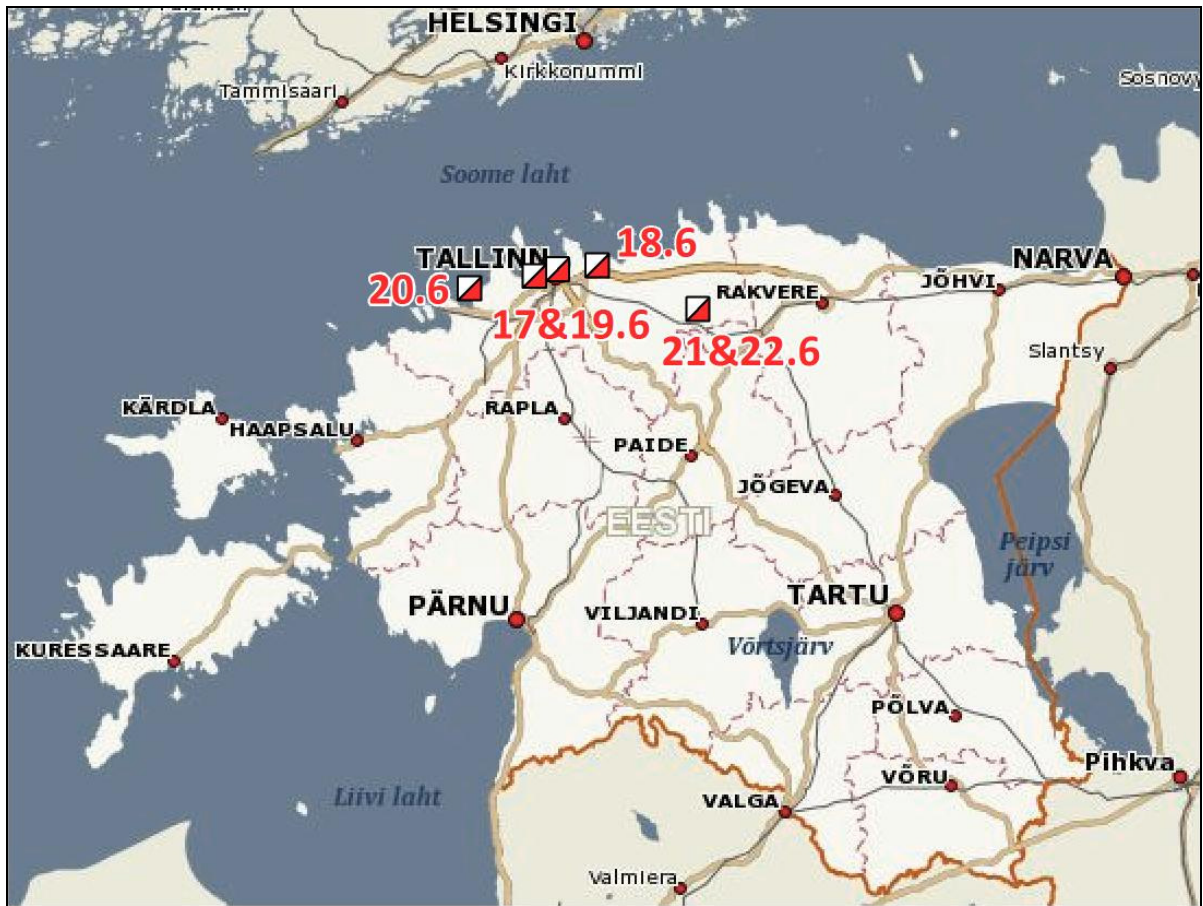 HELSINGI
Kirkkonummi
Tammisaari
Sosnovy
Soome laht
TALLINN
18.6
20.6
17&19.6
21&22.6
RAKVERE
JÕHVI
NARVA
Slantsy
KÄRDLA
HAAPSALU
RAPLA
PAIDE
JÕGEVA
EESTI
Peipsi
järv
PÄRNU
VILJANDI
TARTU
Võrtsjärv
KURESSAARE
PÕLVA
Liivi laht
VALGA
VÕRU
Pihkva
Valmiera